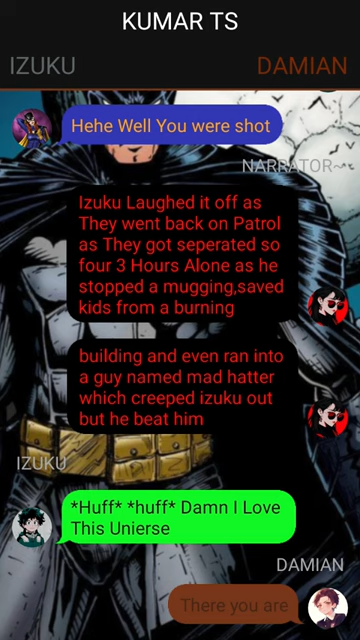 KUMAR TS
IZUKU
DAMIAN
Hehe Well You were shot
NARRATOR~
Izuku Laughed it off as
They went back on Patrol
as They got seperated so
four 3 Hours Alone as he
stopped a mugging,saved
kids from a burning
building and even ran into
a guy named mad hatter
which creeped izuku out
but he beat him
IZUKU
*Huff* *huff* Damn I Love
This Unierse
DAMIAN
There you are